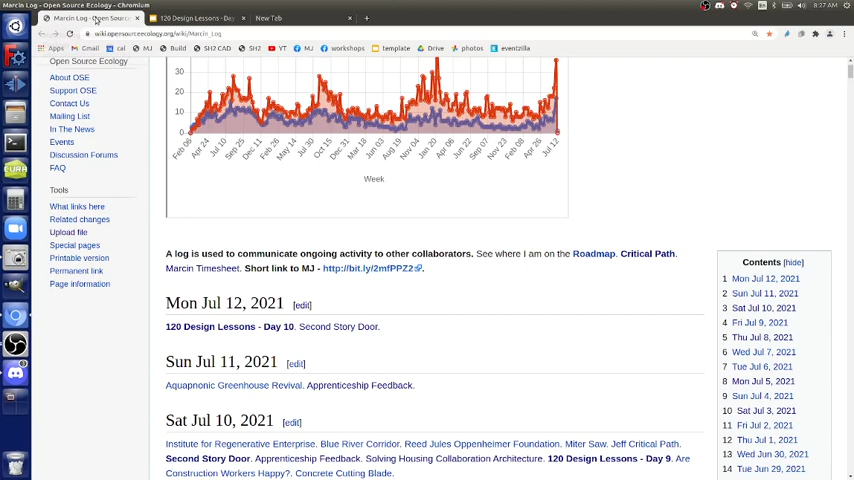 Marcin Log - Open Source Ecology - Chromium
8:27 AM
Marcin Log - Open Source
120 Design Lessons - Day
New Tab
wiki.opensourceecology.org/wiki/Marcin_Log
Apps Gmail cal MJ Build SH2 CAD SH2 YT MJ workshops template Drive photos eventzilla
Open Source Ecology
About OSE
Support OSE
Contact Us
Mailing List
In The News
Events
Discussion Forums
FAQ
Tools
What links here
Related changes
Upload file
Special pages
Printable version
Permanent link
Page information
30
20
10
0
Feb 06 Apr 24 Jul 10 Sep 25 Dec 11 Feb 26 May 14 Jul 30 Oct 15 Dec 31 Mar 18 Jun 03 Aug 19 Nov 04 Jan 20 Apr 06 Jun 22 Sep 07 Nov 23 Feb 08 Apr 26 Jul 12
Week
A log is used to communicate ongoing activity to other collaborators. See where I am on the Roadmap. Critical Path.
Marcin Timesheet. Short link to MJ - http://bit.ly/2mfPPZ2.
Mon Jul 12, 2021 [edit]
120 Design Lessons - Day 10. Second Story Door.
Sun Jul 11, 2021 [edit]
Aquapnonic Greenhouse Revival. Apprenticeship Feedback.
Sat Jul 10, 2021 [edit]
Institute for Regenerative Enterprise. Blue River Corridor. Reed Jules Oppenheimer Foundation. Miter Saw. Jeff Critical Path.
Second Story Door. Apprenticeship Feedback. Solving Housing Collaboration Architecture. 120 Design Lessons - Day 9. Are
Construction Workers Happy?. Concrete Cutting Blade.
Contents [hide]
1 Mon Jul 12, 2021
2 Sun Jul 11, 2021
3 Sat Jul 10, 2021
4 Fri Jul 9, 2021
5 Thu Jul 8, 2021
6 Wed Jul 7, 2021
7 Tue Jul 6, 2021
8 Mon Jul 5, 2021
9 Sun Jul 4, 2021
10 Sat Jul 3, 2021
11 Fri Jul 2, 2021
12 Thu Jul 1, 2021
13 Wed Jun 30, 2021
14 Tue Jun 29, 2021
CURA